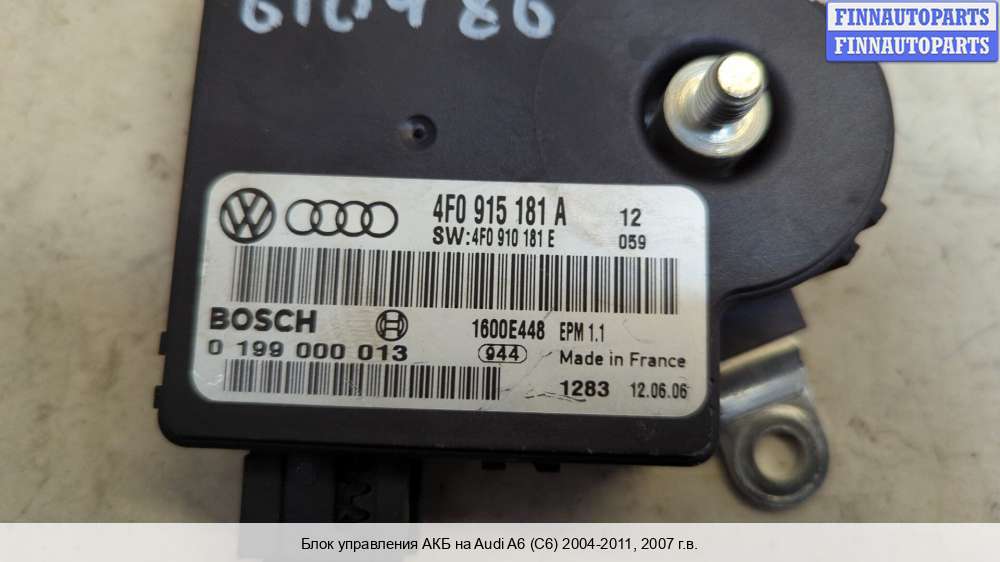 FINNAUTOPARTS
FINNAUTOPARTS
4F0 915 181 A 12
SW:4F0 910 181 E 059
BOSCH 1600E448 EPM 1.1
0 199 000 013 944 Made in France
1283 12.06.06
Блок управления АКБ на Audi A6 (C6) 2004-2011, 2007 г.в.